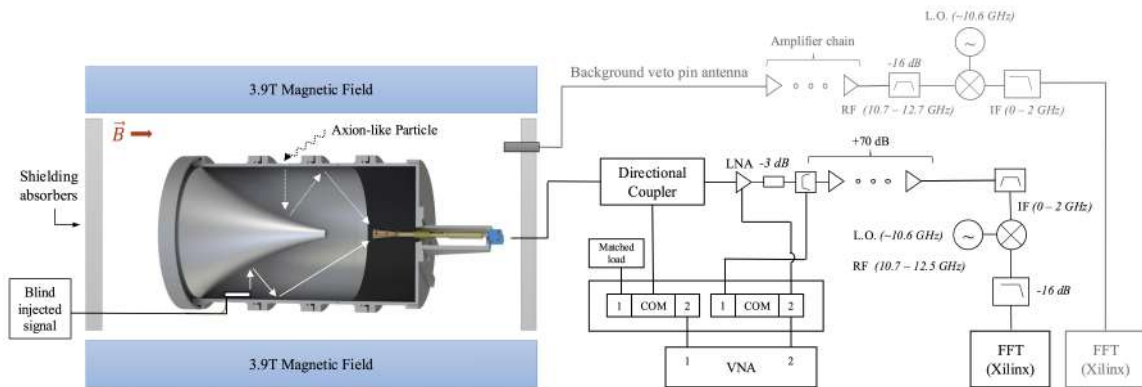 L.O. (~10.6 GHz)
~
Amplifier chain
-16 dB
Background veto pin antenna
RF (10.7 – 12.7 GHz)
IF (0 – 2 GHz)
3.9T Magnetic Field
B
Axion-like Particle
Shielding
absorbers
Directional
Coupler
LNA
-3 dB
+70 dB
IF (0 – 2 GHz)
L.O. (~10.6 GHz)
~
RF (10.7 – 12.5 GHz)
Matched
load
-16 dB
Blind
injected
signal
1 COM 2
1 COM 2
3.9T Magnetic Field
1 2
VNA
FFT
(Xilinx)
FFT
(Xilinx)